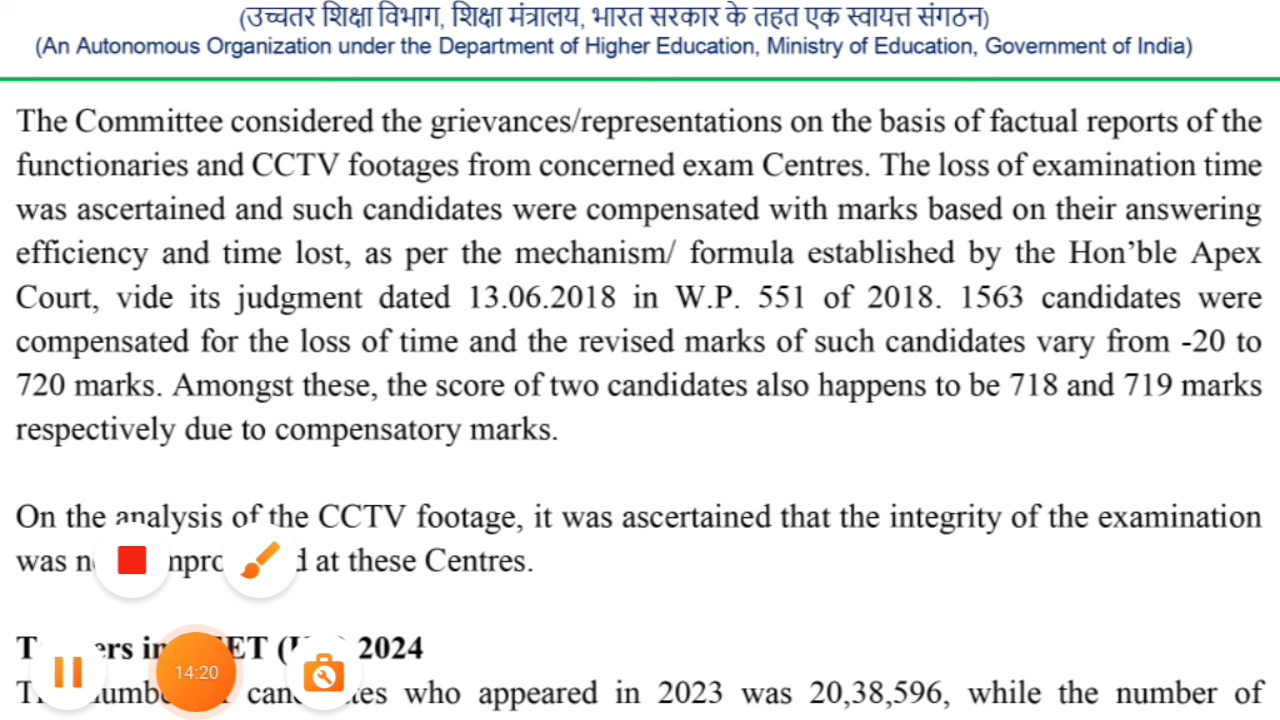 (उच्चतर शिक्षा विभाग, शिक्षा मंत्रालय, भारत सरकार के तहत एक स्वायत्त संगठन)
(An Autonomous Organization under the Department of Higher Education, Ministry of Education, Government of India)
The Committee considered the grievances/representations on the basis of factual reports of the
functionaries and CCTV footages from concerned exam Centres. The loss of examination time
was ascertained and such candidates were compensated with marks based on their answering
efficiency and time lost, as per the mechanism/ formula established by the Hon’ble Apex
Court, vide its judgment dated 13.06.2018 in W.P. 551 of 2018. 1563 candidates were
compensated for the loss of time and the revised marks of such candidates vary from -20 to
720 marks. Amongst these, the score of two candidates also happens to be 718 and 719 marks
respectively due to compensatory marks.
On the analysis of the CCTV footage, it was ascertained that the integrity of the examination
was at these Centres.
2024
14:20
who appeared in 2023 was 20,38,596, while the number of